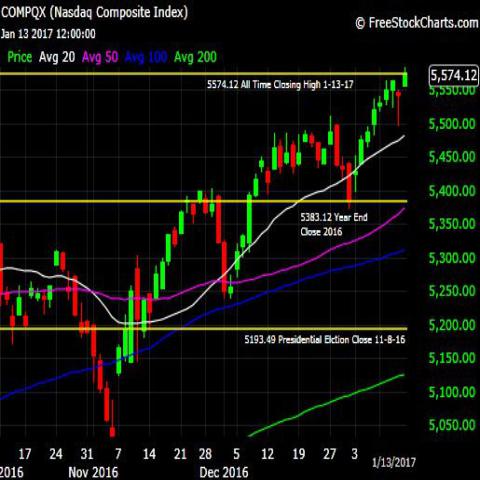 COMPQX (Nasdaq Composite Index)
© FreeStockCharts.com
Jan 13 2017 12:00:00
Price Avg 20 Avg 50 Avg 100 Avg 200
5,574.12
5574.12 All Time Closing High 1-13-17
5,550.00
5,500.00
5,450.00
5,400.00
5383.12 Year End
Close 2016
5,350.00
5,300.00
5,250.00
5,200.00
5193.49 Presidential Elction Close 11-8-16
5,150.00
5,100.00
5,050.00
17 24 31 7 14 21 28 5 12 19 27 3
1/13/2017
2016 Nov 2016 Dec 2016